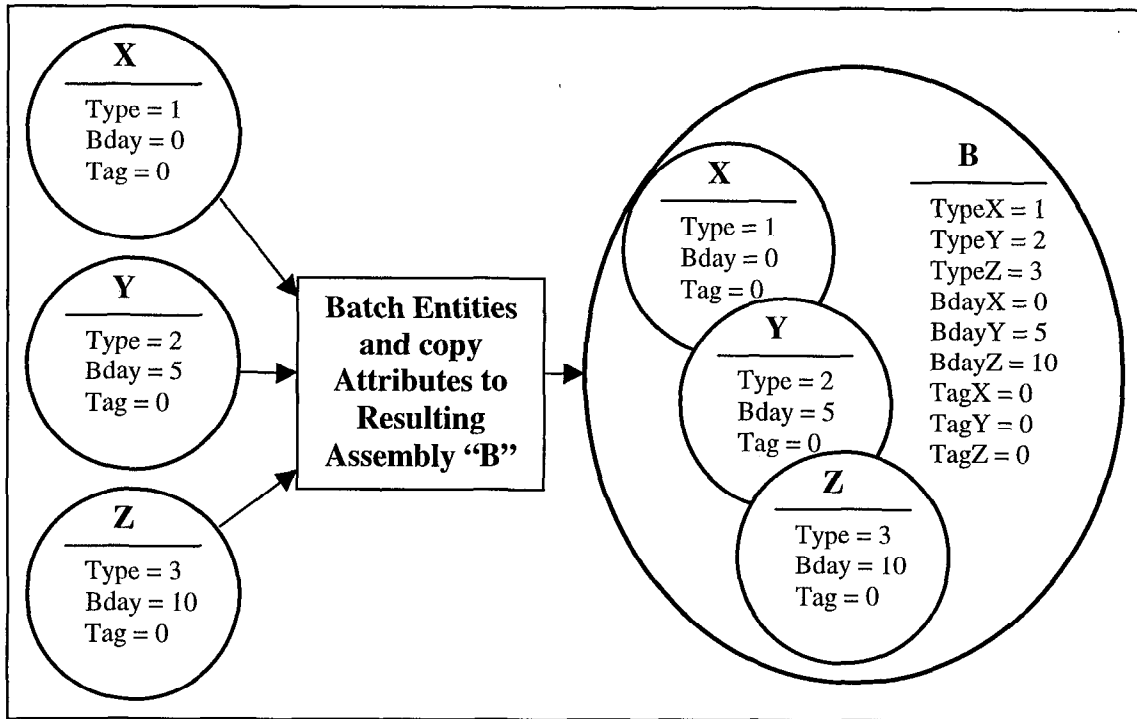 X
Type = 1
Bday = 0
Tag = 0
Y
Type = 2
Bday = 5
Tag = 0
Z
Type = 3
Bday = 10
Tag = 0
Batch Entities
and copy
Attributes to
Resulting
Assembly “B”
X
Type = 1
Bday = 0
Tag = 0
Y
Type = 2
Bday = 5
Tag = 0
Z
Type = 3
Bday = 10
Tag = 0
B
TypeX = 1
TypeY = 2
TypeZ = 3
BdayX = 0
BdayY = 5
BdayZ = 10
TagX = 0
TagY = 0
TagZ = 0